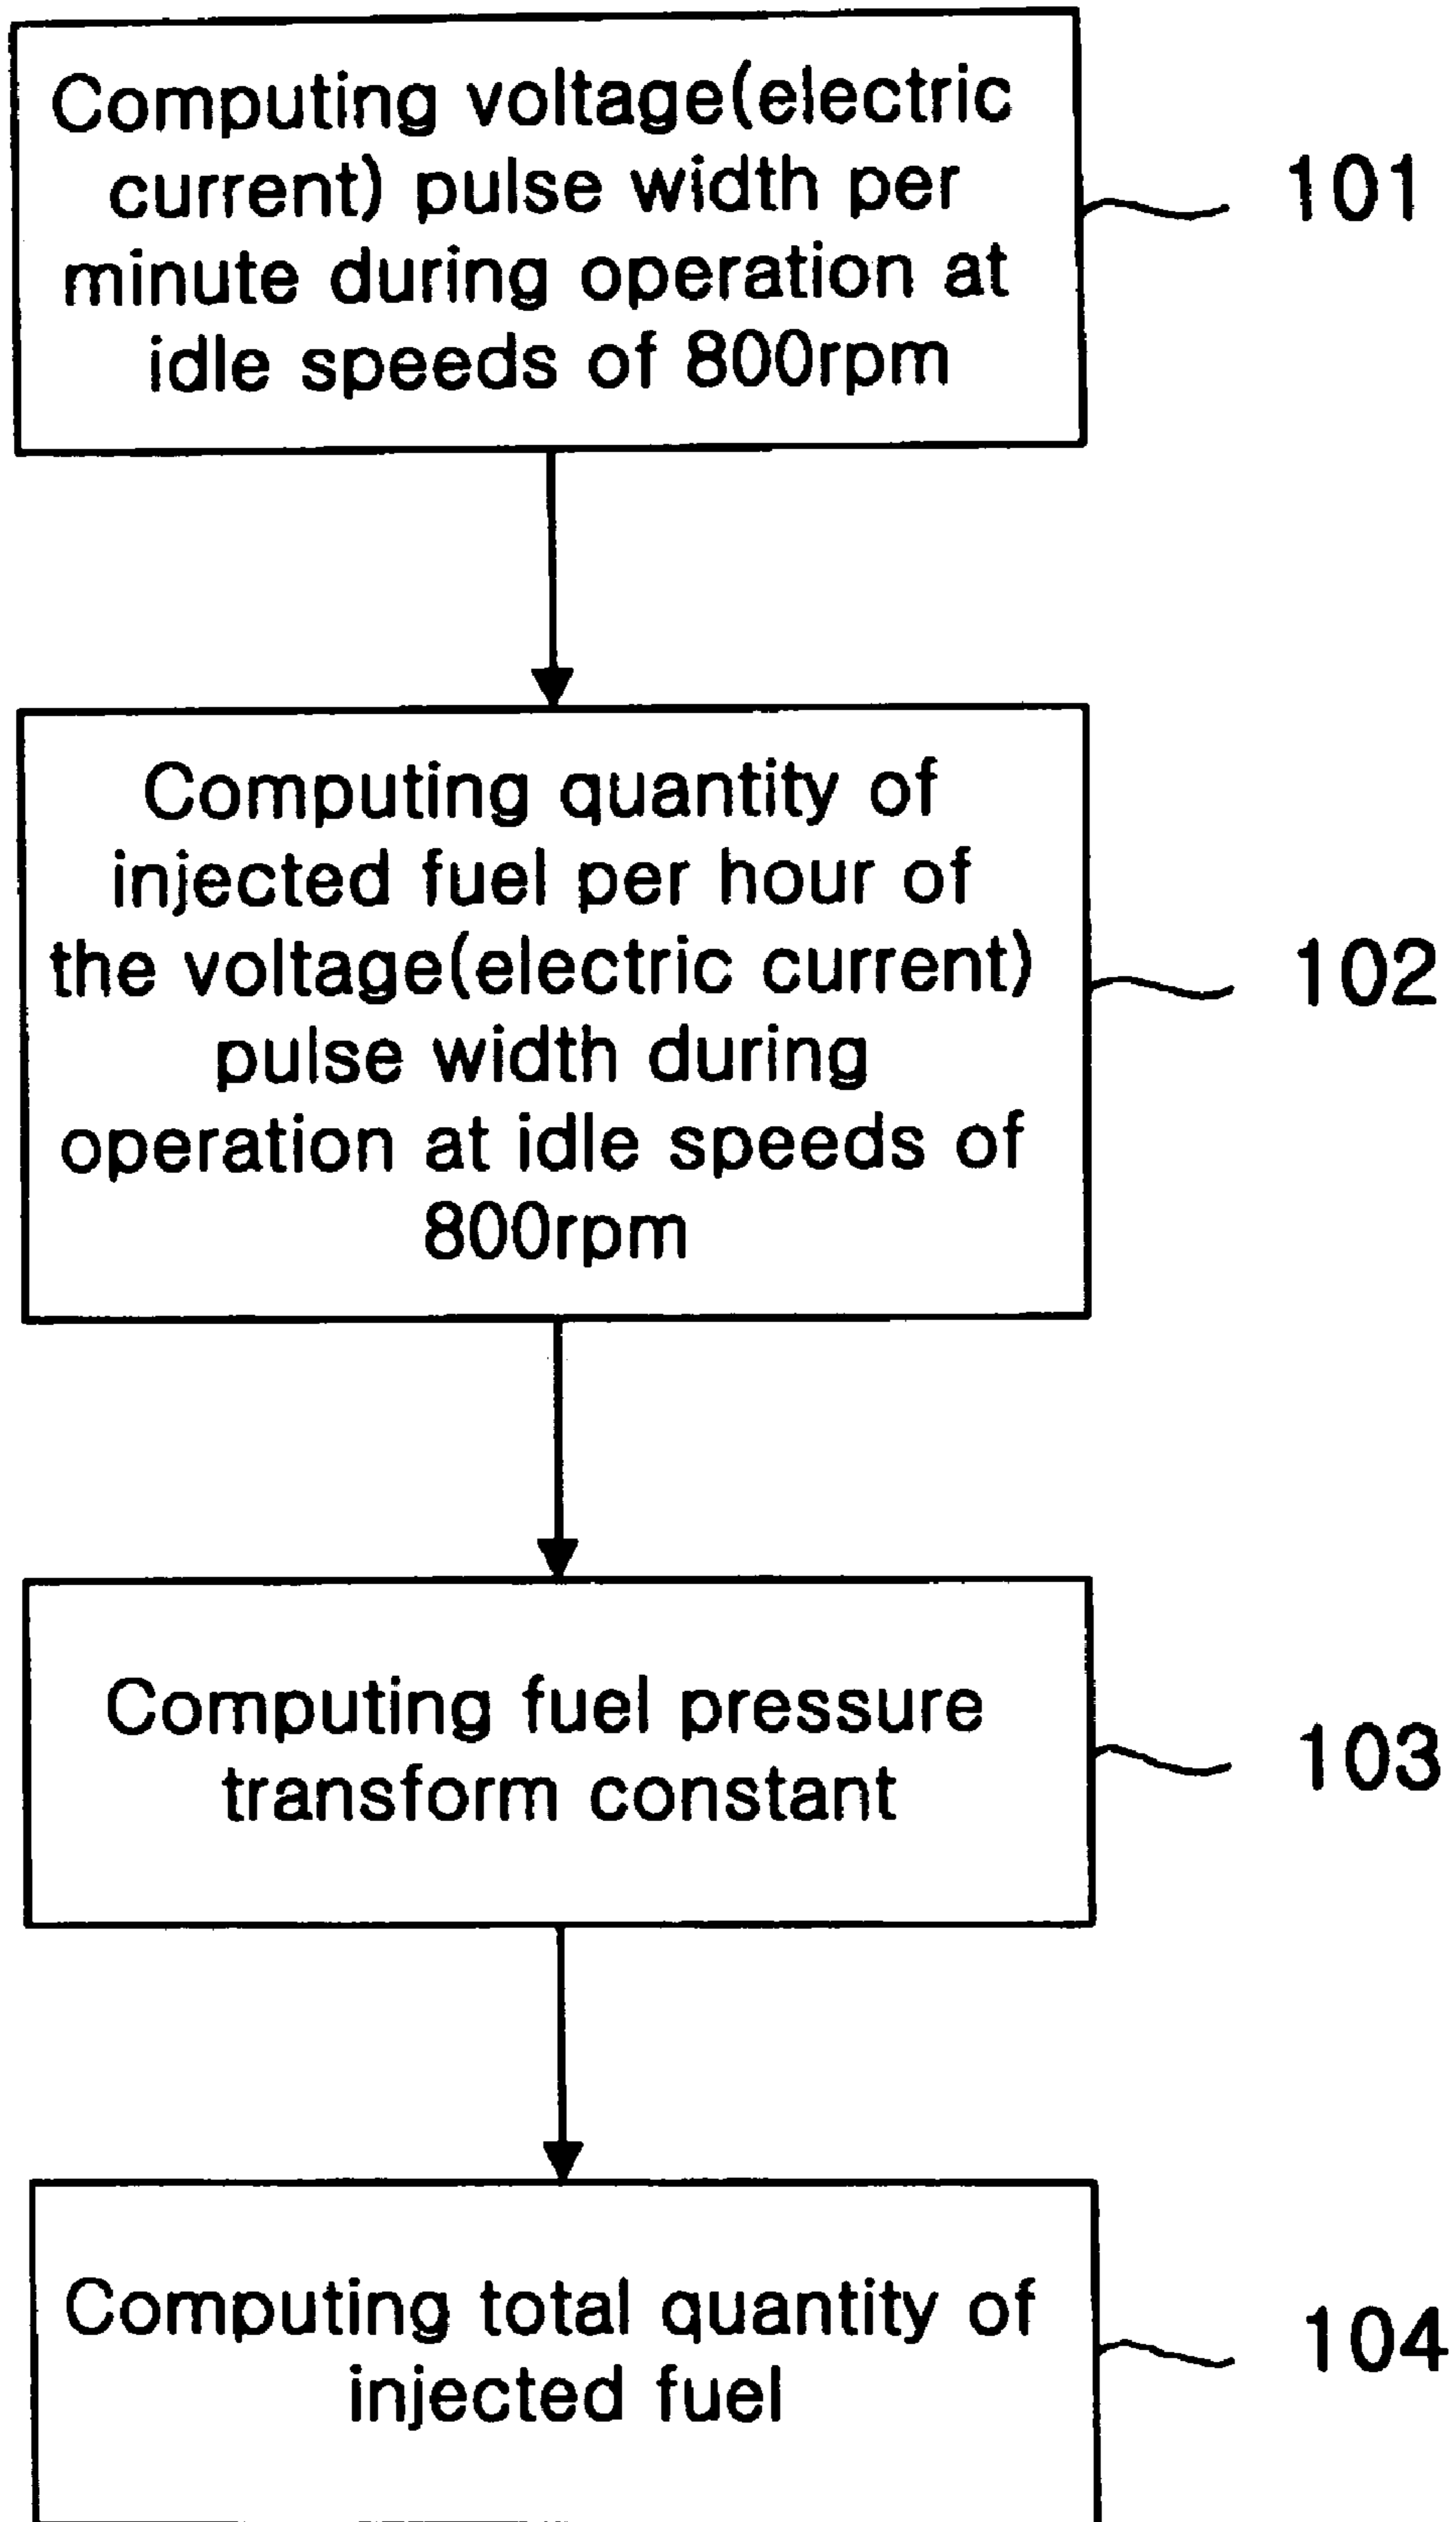 Computing voltage(electric
current) pulse width per
minute during operation at
idle speeds of 800rpm
101
Computing quantity of
injected fuel per hour of
the voltage(electric current)
pulse width during
operation at idle speeds of
800rpm
102
Computing fuel pressure
transform constant
103
Computing total quantity of
injected fuel
104